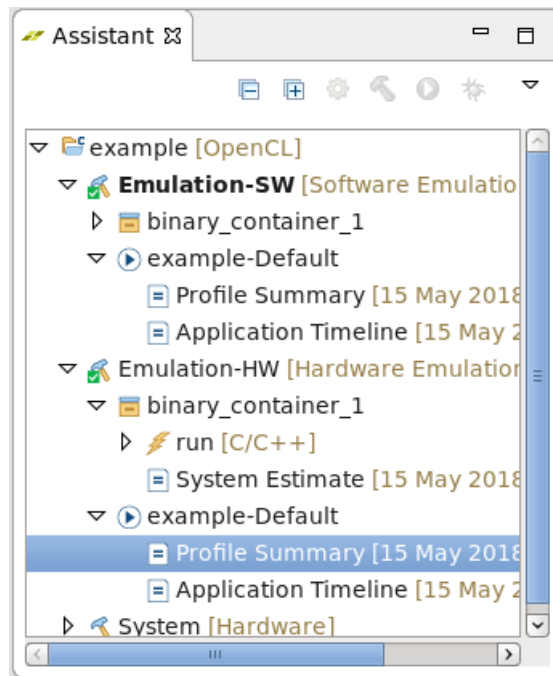 Assistant
example [OpenCL]
Emulation-SW [Software Emulatio
binary_container_1
example-Default
Profile Summary [15 May 2018
Application Timeline [15 May 2
Emulation-HW [Hardware Emulation
binary_container_1
run [C/C++]
System Estimate [15 May 2018
example-Default
Profile Summary [15 May 2018
Application Timeline [15 May 2
System [Hardware]